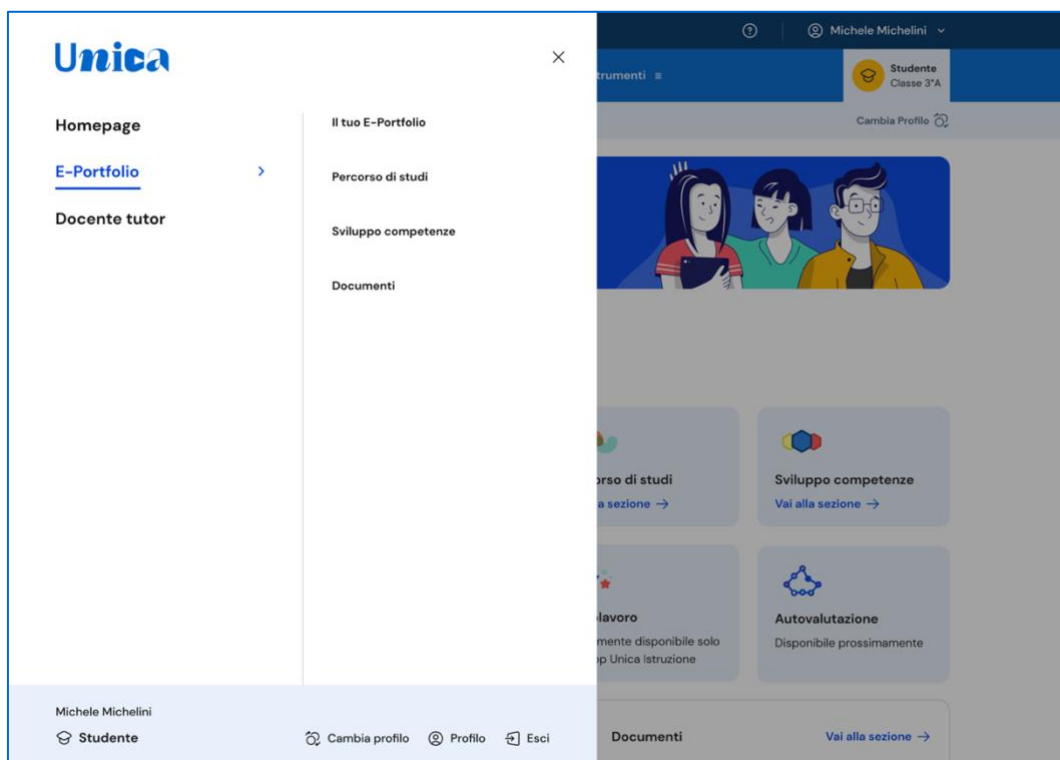 Unica
Homepage
E-Portfolio
Docente tutor
Il tuo E-Portfolio
Percorso di studi
Sviluppo competenze
Documenti
Michele Michelini
Studente
Cambia profilo
Profilo
Esci
Michele Michelini
trumenti
Studente
Classe 3°A
Cambia Profilo
orso di studi
a sezione →
Sviluppo competenze
Vai alla sezione →
lavoro
mente disponibile solo
pp Unica Istruzione
Autovalutazione
Disponibile prossimamente
Documenti
Vai alla sezione →